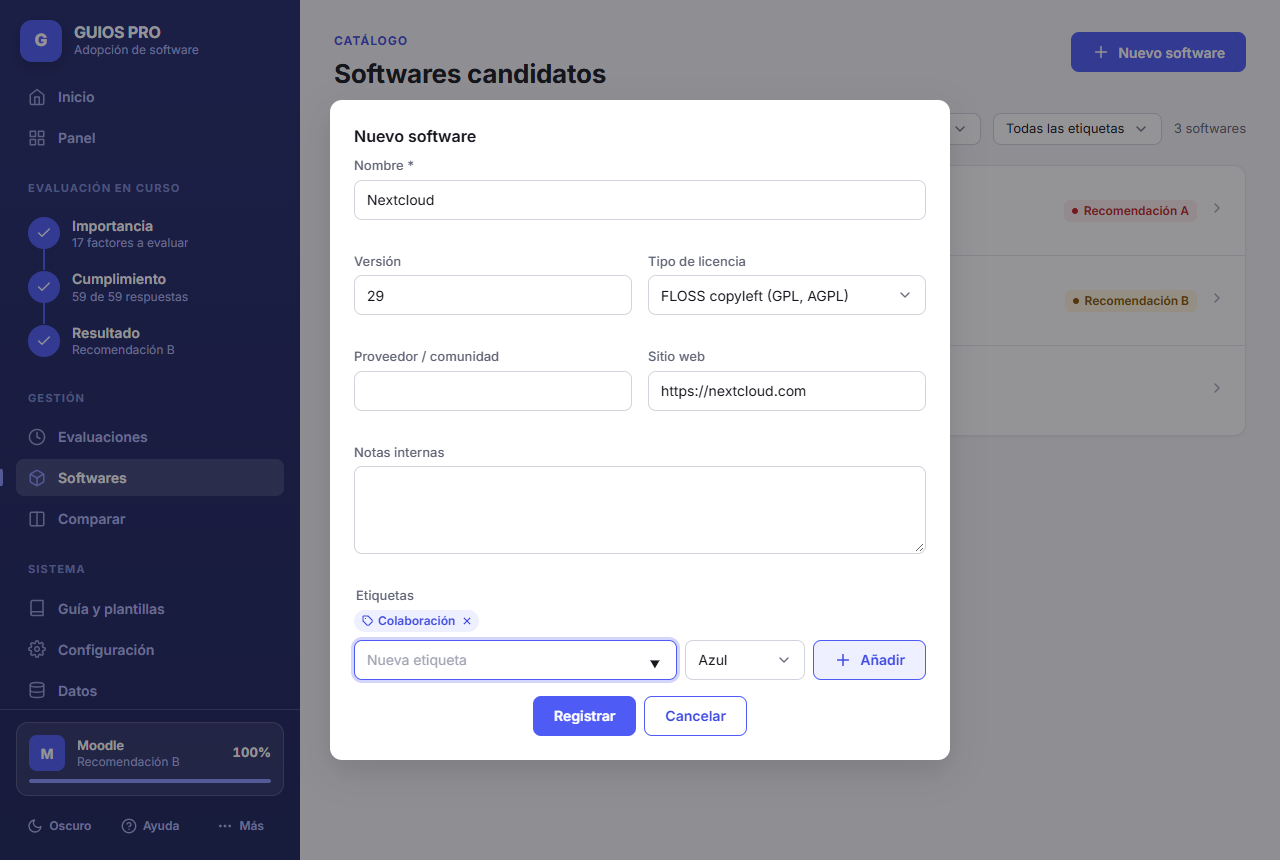 G
GUIOS PRO
Adopción de software
Inicio
Panel
EVALUACIÓN EN CURSO
Importancia
17 factores a evaluar
Cumplimiento
59 de 59 respuestas
Resultado
Recomendación B
GESTIÓN
Evaluaciones
Softwares
Comparar
SISTEMA
Guía y plantillas
Configuración
Datos
M
Moodle
Recomendación B
100%
Oscuro
Ayuda
Más
CATÁLOGO
Softwares candidatos
Nuevo software
Todas las etiquetas
3 softwares
Recomendación A
Recomendación B
Nuevo software
Nombre *
Nextcloud
Versión
Tipo de licencia
29
FLOSS copyleft (GPL, AGPL)
Proveedor / comunidad
Sitio web
https://nextcloud.com
Notas internas
Etiquetas
Colaboración ×
Nueva etiqueta
Azul
Añadir
Registrar
Cancelar